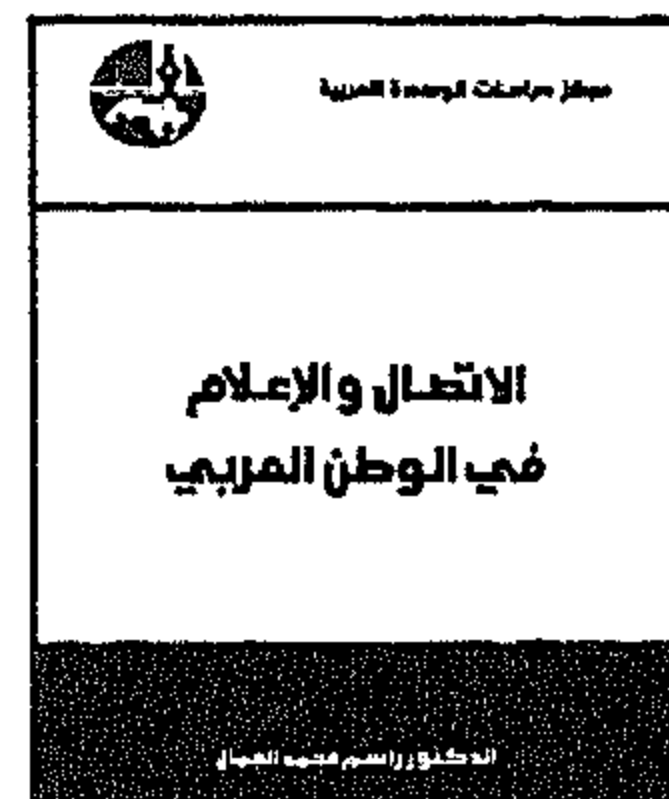 مركز دراسات الوحدة العربية
الاتصال والإعلام
في الوطن العربي
الدكتور راسم محمد الجمال